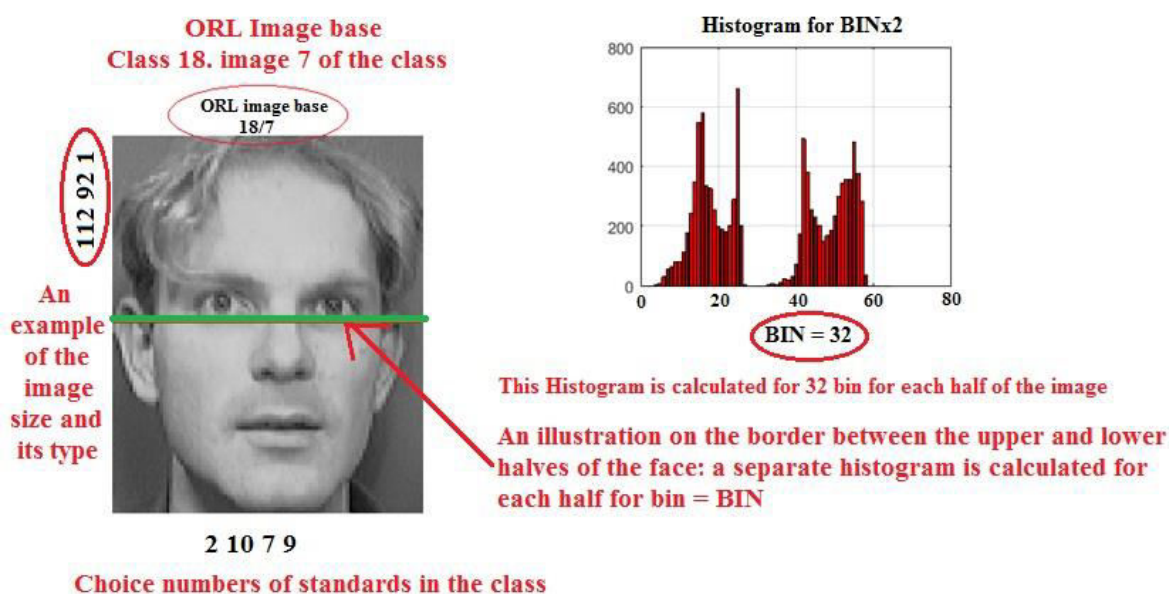 ORL Image base
Class 18. image 7 of the class
ORL image base
18/7
112 92 1
An
example
of the
image
size and
its type
2 10 7 9
Choice numbers of standards in the class
Histogram for BINx2
800
600
400
200
0
0 20 40 60 80
BIN = 32
This Histogram is calculated for 32 bin for each half of the image
An illustration on the border between the upper and lower
halves of the face: a separate histogram is calculated for
each half for bin = BIN